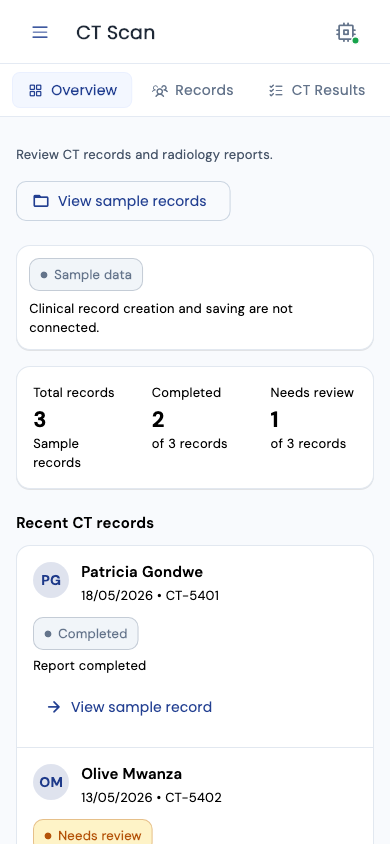 CT Scan
Overview
Records
CT Results
Review CT records and radiology reports.
View sample records
Sample data
Clinical record creation and saving are not
connected.
Total records
Completed
Needs review
3
2
1
Sample
records
of 3 records
of 3 records
Recent CT records
PG
Patricia Gondwe
18/05/2026 • CT-5401
Completed
Report completed
View sample record
OM
Olive Mwanza
13/05/2026 • CT-5402
Needs review